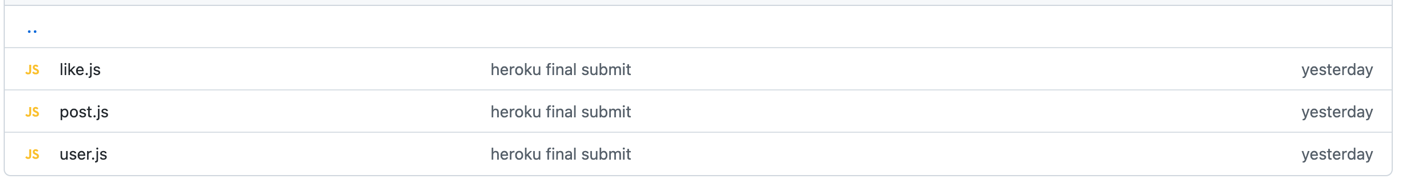 ..
JS like.js heroku final submit yesterday
JS post.js heroku final submit yesterday
JS user.js heroku final submit yesterday